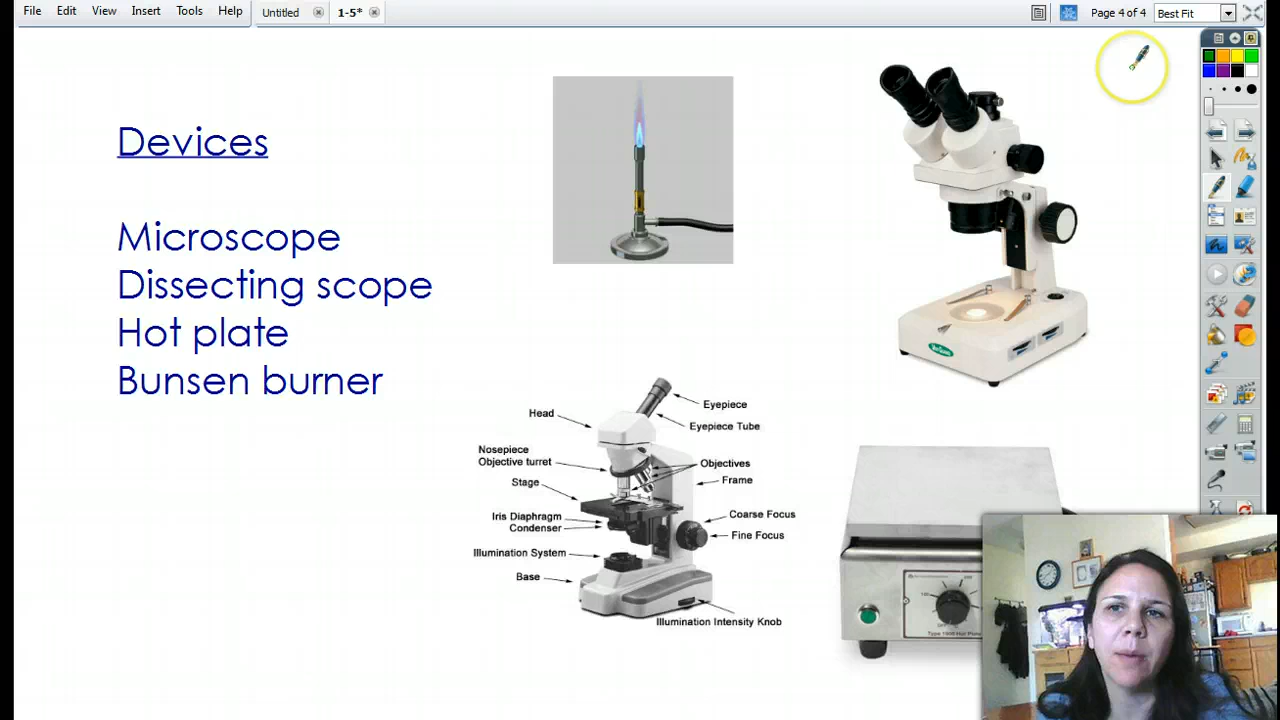 File Edit View Insert Tools Help
Untitled
1-5*
Page 4 of 4
Best Fit
Devices
Microscope
Dissecting scope
Hot plate
Bunsen burner
Head
Eyepiece
Eyepiece Tube
Nosepiece
Objective turret
Objectives
Stage
Frame
Iris Diaphragm
Condenser
Coarse Focus
Fine Focus
Illumination System
Base
Illumination Intensity Knob